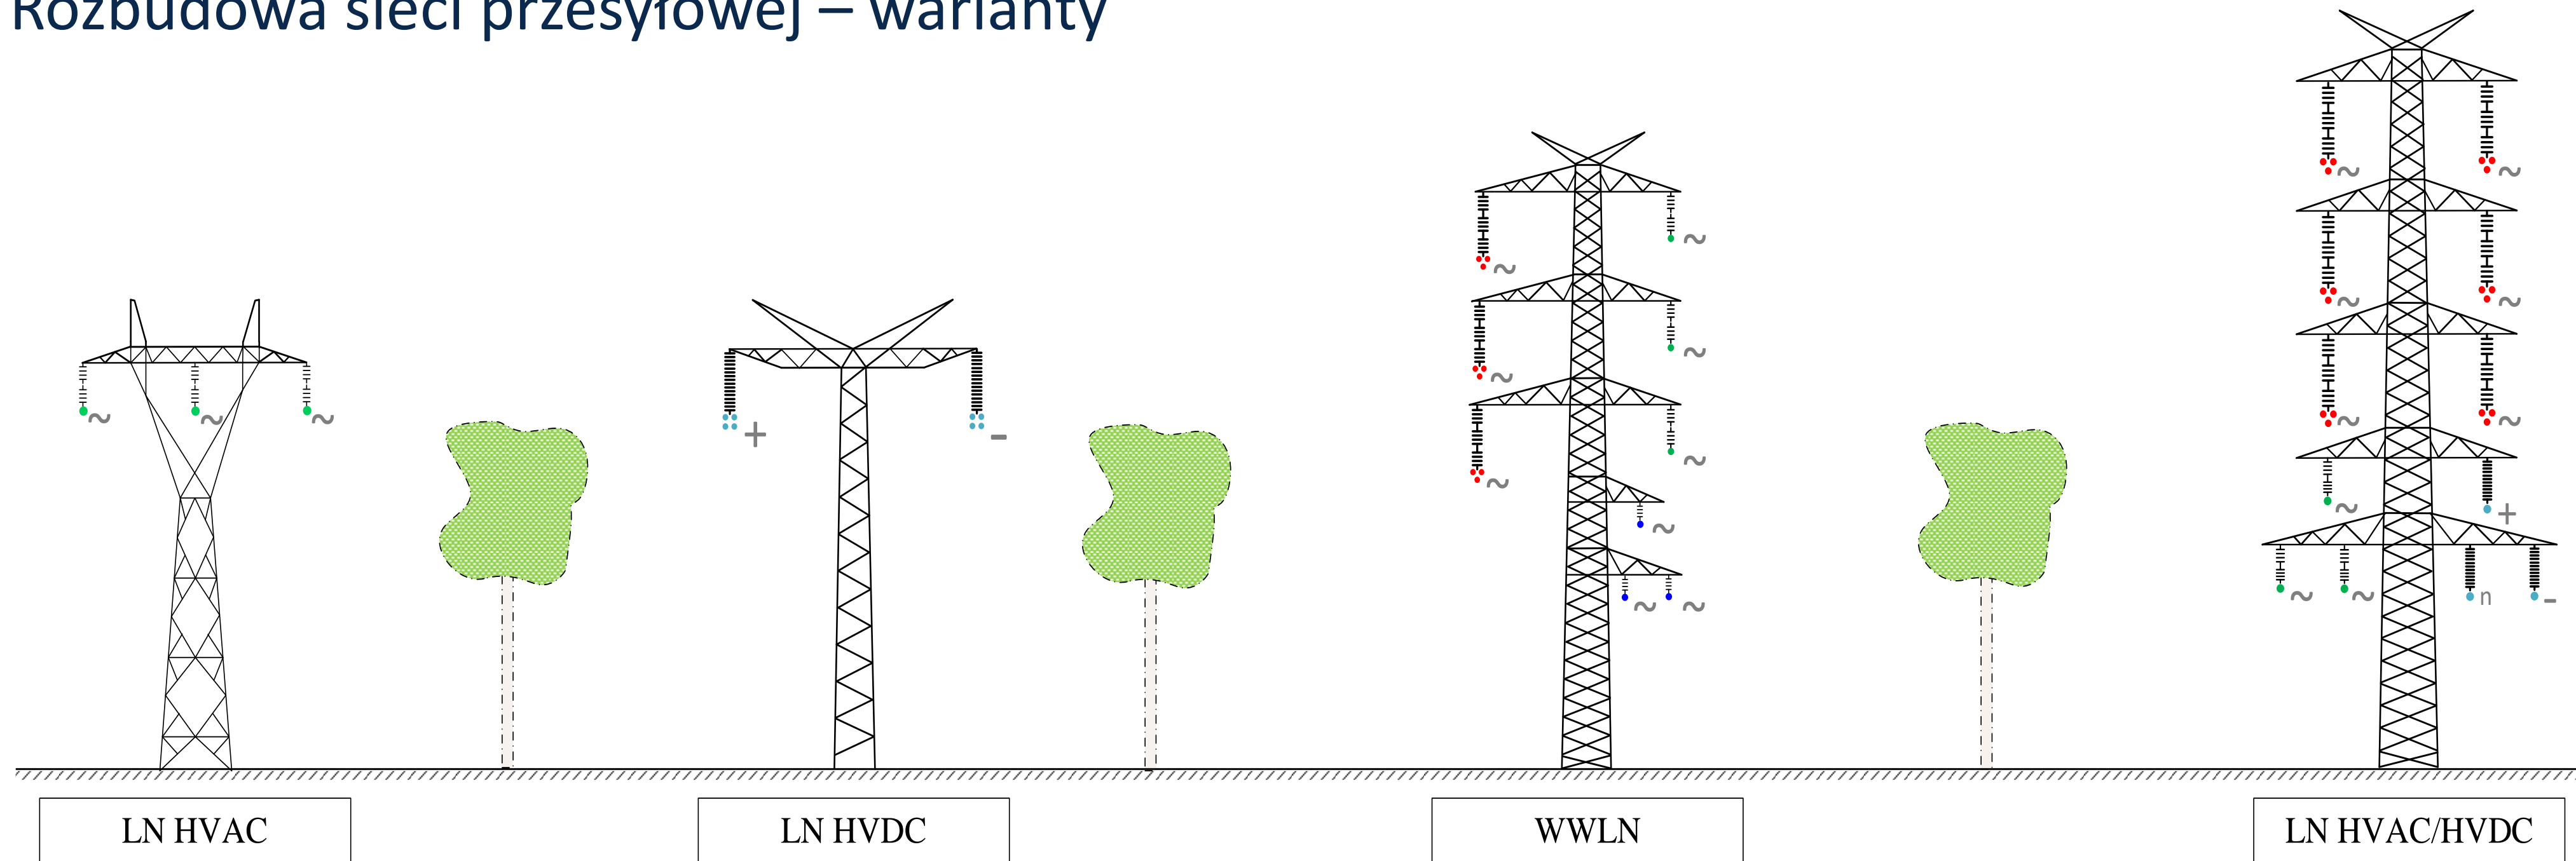 Rozbudowa sieci przesyłowej – warianty
~ ~ ~ + - ~ ~ ~ ~ ~ ~ ~ ~ ~ ~ ~ ~ ~ ~ ~ ~ + ~ ~ n -
LN HVAC LN HVDC WWLN LN HVAC/HVDC